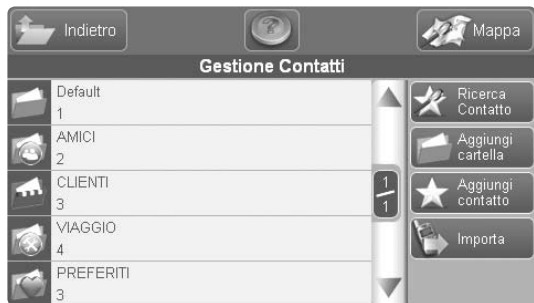 Indietro
?
Mappa
Gestione Contatti
Default
1
AMICI
2
CLIENTI
3
VIAGGIO
4
PREFERITI
3
1
1
Ricerca
Contatto
Aggiungi
cartella
Aggiungi
contatto
Importa